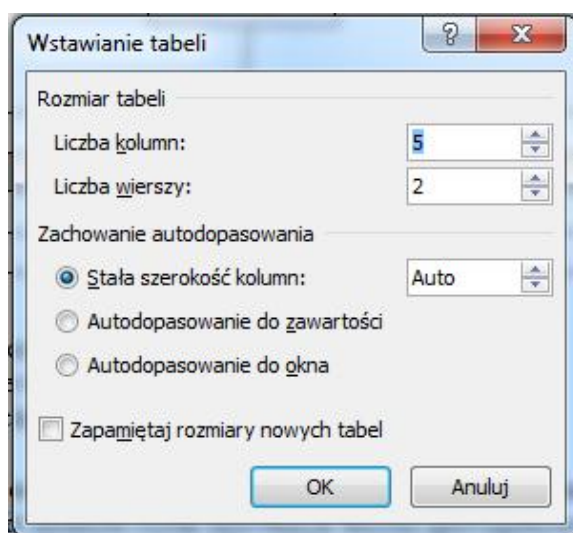 Wstawianie tabeli
Rozmiar tabeli
Liczba kolumn: 5
Liczba wierszy: 2
Zachowanie autodopasowania
Stała szerokość kolumn: Auto
Autodopasowanie do zawartości
Autodopasowanie do okna
Zapamiętaj rozmiary nowych tabel
OK Anuluj